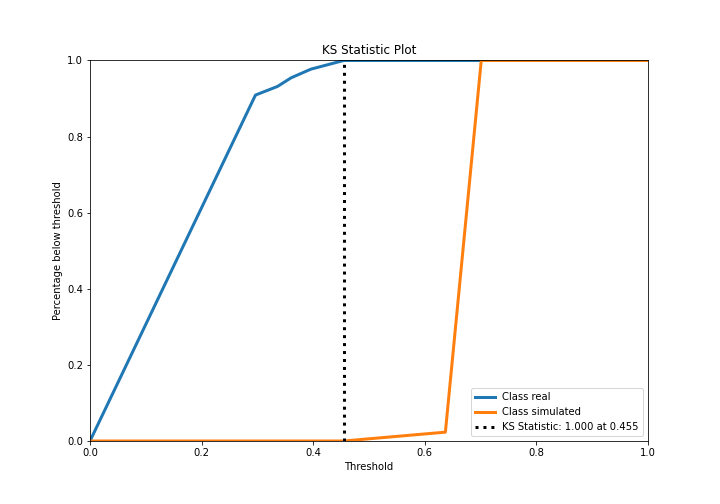 KS Statistic Plot
1.0
0.8
0.6
0.4
0.2
0.0
Percentage below threshold
0.0 0.2 0.4 0.6 0.8 1.0
Threshold
Class real
Class simulated
KS Statistic: 1.000 at 0.455